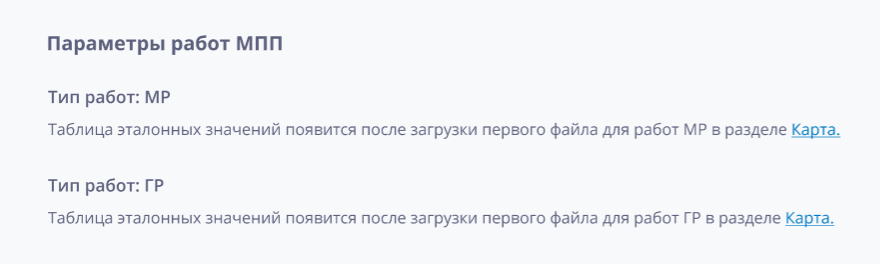 Параметры работ МПП
Тип работ: МР
Таблица эталонных значений появится после загрузки первого файла для работ МР в разделе Карта.
Тип работ: ГР
Таблица эталонных значений появится после загрузки первого файла для работ ГР в разделе Карта.